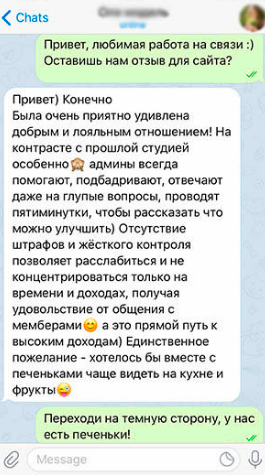 Chats
online
Привет, любимая работа на связи :)
Оставишь нам отзыв для сайта?
Привет) Конечно
Была очень приятно удивлена
добрым и лояльным отношением! На
контрасте с прошлой студией
особенно🙈 админы всегда
помогают, подбадривают, отвечают
даже на глупые вопросы, проводят
пятиминутки, чтобы рассказать что
можно улучшить) Отсутствие
штрафов и жёсткого контроля
позволяет расслабиться и не
концентрироваться только на
времени и доходах, получая
удовольствие от общения с
мемберами😊 а это прямой путь к
высоким доходам) Единственное
пожелание - хотелось бы вместе с
печеньками чаще видеть на кухне и
фрукты😜
Переходи на темную сторону, у нас
есть печеньки!
Message